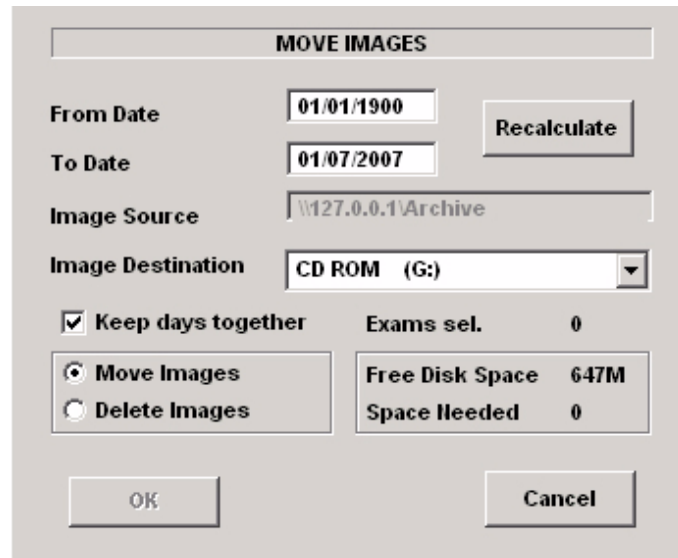 MOVE IMAGES
From Date 01/01/1900
Recalculate
To Date 01/07/2007
Image Source \\127.0.0.1\Archive
Image Destination CD ROM (G:)
Keep days together Exams sel. 0
Move Images Free Disk Space 647M
Delete Images Space Needed 0
OK Cancel